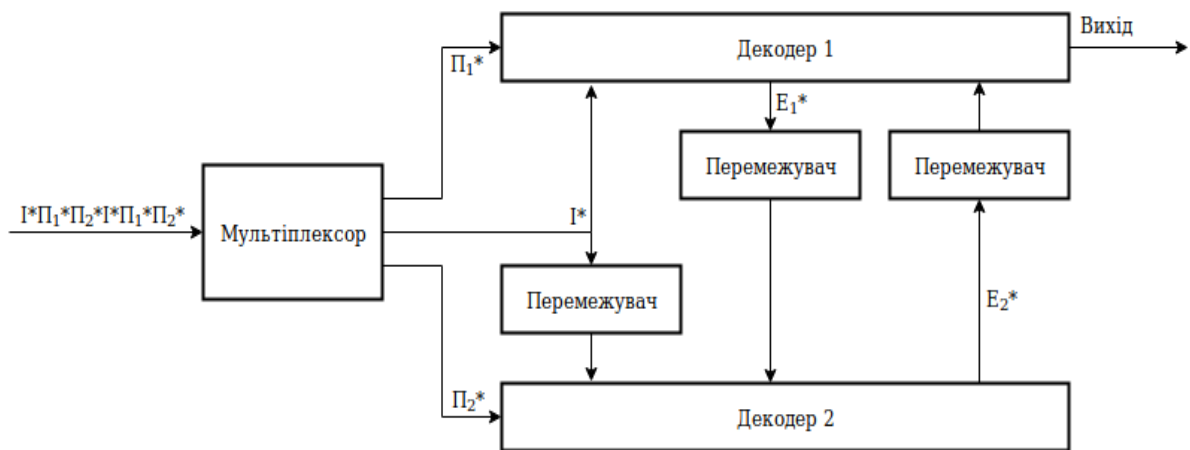 Декодер 1
Вихід
П₁*
E₁*
Перемежувач
Перемежувач
I*П₁*П₂*I*П₁*П₂*
Мультіплексор
I*
Перемежувач
E₂*
П₂*
Декодер 2